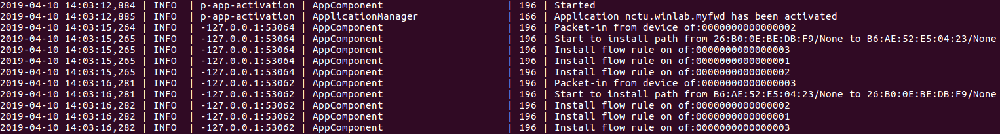 2019-04-10 14:03:12,884 | INFO  | p-app-activation | AppComponent                     | 196 | Started
2019-04-10 14:03:12,885 | INFO  | p-app-activation | ApplicationManager               | 166 | Application nctu.winlab.myfwd has been activated
2019-04-10 14:03:15,264 | INFO  | -127.0.0.1:53064 | AppComponent                     | 196 | Packet-in from device of:0000000000000002
2019-04-10 14:03:15,265 | INFO  | -127.0.0.1:53064 | AppComponent                     | 196 | Start to install path from 26:B0:0E:BE:DB:F9/None to B6:AE:52:E5:04:23/None
2019-04-10 14:03:15,265 | INFO  | -127.0.0.1:53064 | AppComponent                     | 196 | Install flow rule on of:0000000000000003
2019-04-10 14:03:15,265 | INFO  | -127.0.0.1:53064 | AppComponent                     | 196 | Install flow rule on of:0000000000000001
2019-04-10 14:03:15,265 | INFO  | -127.0.0.1:53064 | AppComponent                     | 196 | Install flow rule on of:0000000000000002
2019-04-10 14:03:16,281 | INFO  | -127.0.0.1:53062 | AppComponent                     | 196 | Packet-in from device of:0000000000000003
2019-04-10 14:03:16,281 | INFO  | -127.0.0.1:53062 | AppComponent                     | 196 | Start to install path from B6:AE:52:E5:04:23/None to 26:B0:0E:BE:DB:F9/None
2019-04-10 14:03:16,282 | INFO  | -127.0.0.1:53062 | AppComponent                     | 196 | Install flow rule on of:0000000000000002
2019-04-10 14:03:16,282 | INFO  | -127.0.0.1:53062 | AppComponent                     | 196 | Install flow rule on of:0000000000000001
2019-04-10 14:03:16,282 | INFO  | -127.0.0.1:53062 | AppComponent                     | 196 | Install flow rule on of:0000000000000003